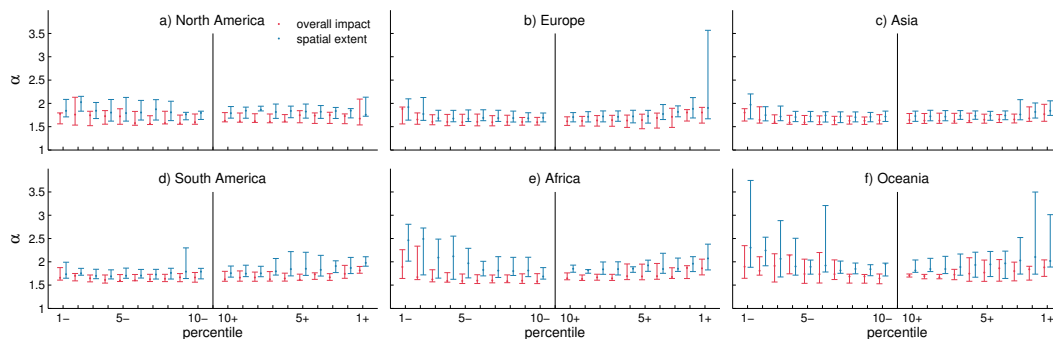 a) North America
overall impact
spatial extent
b) Europe
c) Asia
3.5
3
2.5
2
1.5
1
α
d) South America
e) Africa
f) Oceania
3.5
3
2.5
2
1.5
1
α
1− 5− 10− 10+ 5+ 1+
1− 5− 10− 10+ 5+ 1+
1− 5− 10− 10+ 5+ 1+
percentile
percentile
percentile